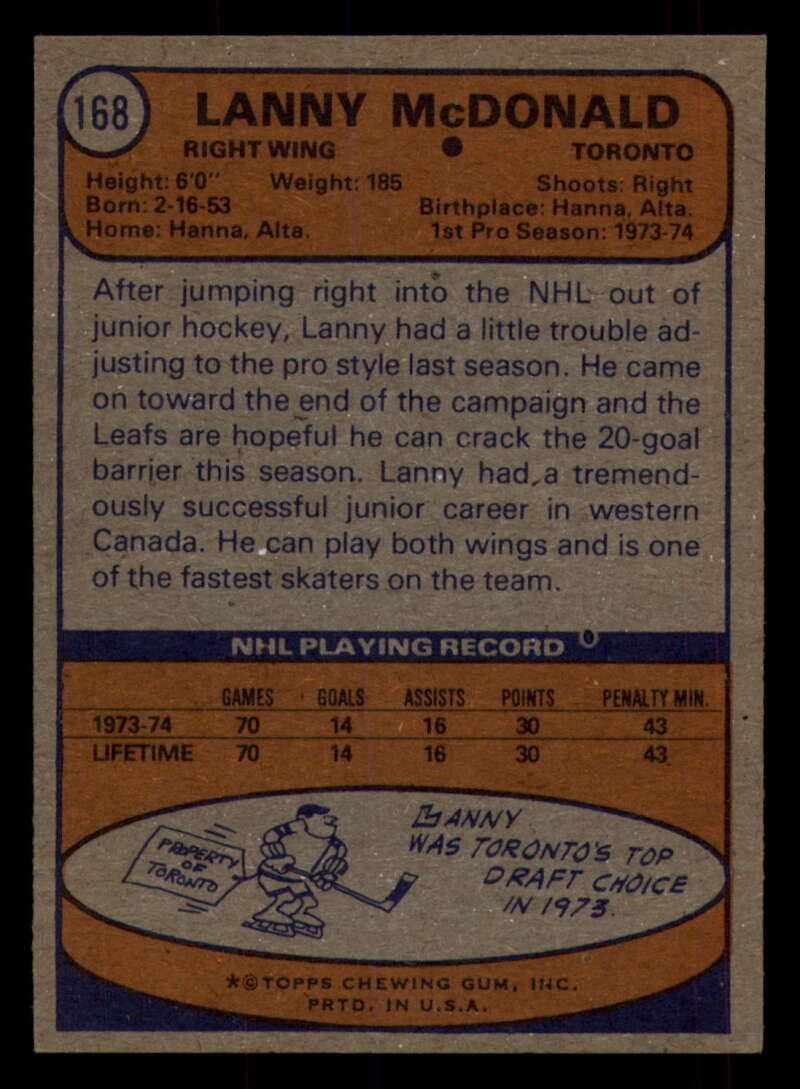 168
LANNY McDONALD
RIGHT WING ● TORONTO
Height: 6'0" Weight: 185 Shoots: Right
Born: 2-16-53 Birthplace: Hanna, Alta.
Home: Hanna, Alta. 1st Pro Season: 1973-74
After jumping right into the NHL out of
junior hockey, Lanny had a little trouble ad-
justing to the pro style last season. He came
on toward the end of the campaign and the
Leafs are hopeful he can crack the 20-goal
barrier this season. Lanny had a tremend-
ously successful junior career in western
Canada. He can play both wings and is one
of the fastest skaters on the team.
NHL PLAYING RECORD
GAMES GOALS ASSISTS POINTS PENALTY MIN.
1973-74 70 14 16 30 43
LIFETIME 70 14 16 30 43
PROPERTY
OF
TORONTO
LANNY
WAS TORONTO'S TOP
DRAFT CHOICE
IN 1973.
*©TOPPS CHEWING GUM, INC.
PRTD. IN U.S.A.